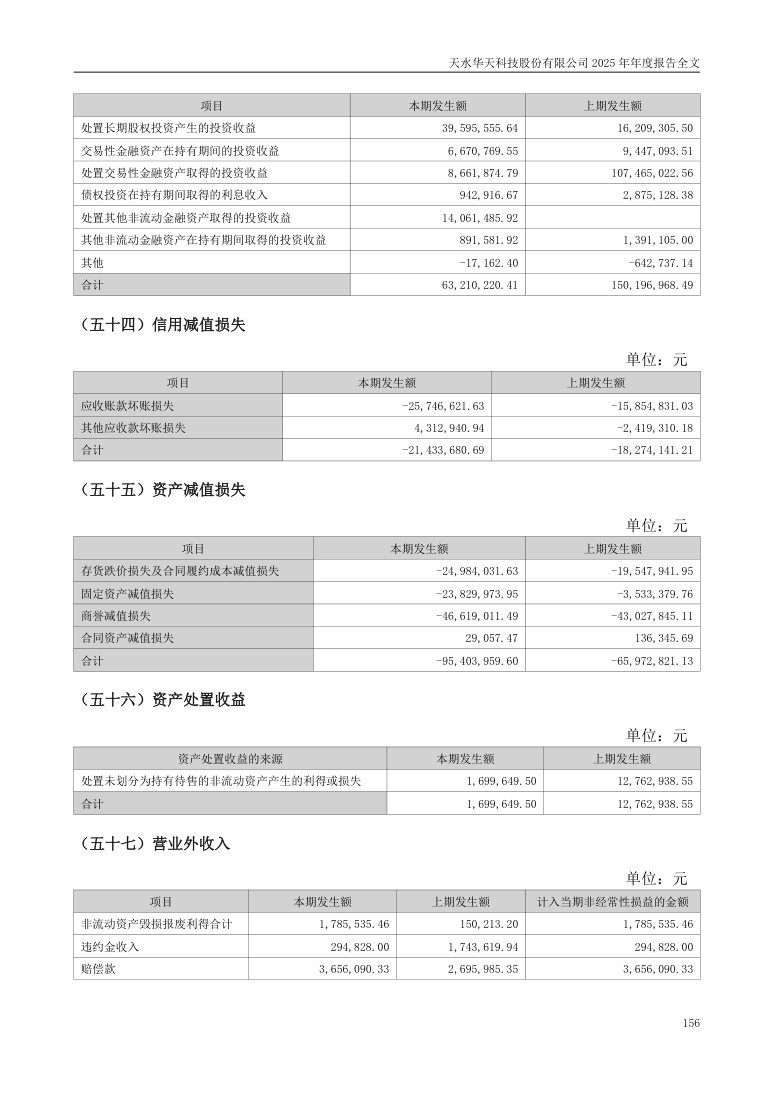 天水华天科技股份有限公司 2025 年年度报告全文
项目 本期发生额 上期发生额
处置长期股权投资产生的投资收益 39,595,555.64 16,209,305.50
交易性金融资产在持有期间的投资收益 6,670,769.55 9,447,093.51
处置交易性金融资产取得的投资收益 8,661,874.79 107,465,022.56
债权投资在持有期间取得的利息收入 942,916.67 2,875,128.38
处置其他非流动金融资产取得的投资收益 14,061,485.92
其他非流动金融资产在持有期间取得的投资收益 891,581.92 1,391,105.00
其他 -17,162.40 -642,737.14
合计 63,210,220.41 150,196,968.49
（五十四）信用减值损失
单位：元
项目 本期发生额 上期发生额
应收账款坏账损失 -25,746,621.63 -15,854,831.03
其他应收款坏账损失 4,312,940.94 -2,419,310.18
合计 -21,433,680.69 -18,274,141.21
（五十五）资产减值损失
单位：元
项目 本期发生额 上期发生额
存货跌价损失及合同履约成本减值损失 -24,984,031.63 -19,547,941.95
固定资产减值损失 -23,829,973.95 -3,533,379.76
商誉减值损失 -46,619,011.49 -43,027,845.11
合同资产减值损失 29,057.47 136,345.69
合计 -95,403,959.60 -65,972,821.13
（五十六）资产处置收益
单位：元
资产处置收益的来源 本期发生额 上期发生额
处置未划分为持有待售的非流动资产产生的利得或损失 1,699,649.50 12,762,938.55
合计 1,699,649.50 12,762,938.55
（五十七）营业外收入
单位：元
项目 本期发生额 上期发生额 计入当期非经常性损益的金额
非流动资产毁损报废利得合计 1,785,535.46 150,213.20 1,785,535.46
违约金收入 294,828.00 1,743,619.94 294,828.00
赔偿款 3,656,090.33 2,695,985.35 3,656,090.33
156